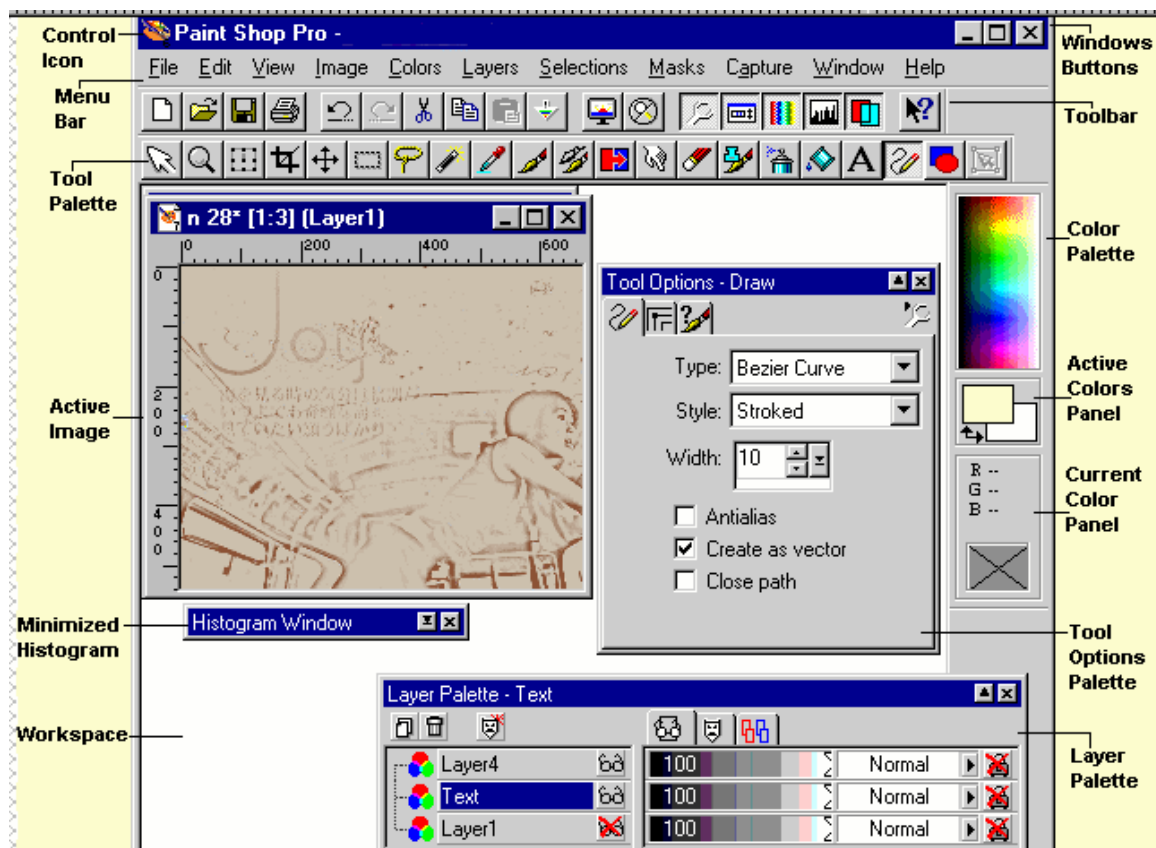 Control Icon
Paint Shop Pro -
Windows Buttons
File Edit View Image Colors Layers Selections Masks Capture Window Help
Menu Bar
Toolbar
Tool Palette
n 28* [1:3] (Layer1)
0 200 400 600
0
200
400
Joy
Color Palette
Tool Options - Draw
Type: Bezier Curve
Style: Stroked
Width: 10
Antialias
Create as vector
Close path
Active Colors Panel
R --
G --
B --
Current Color Panel
Active Image
Minimized Histogram
Histogram Window
Tool Options Palette
Workspace
Layer Palette - Text
Layer4 100 Normal
Text 100 Normal
Layer1 100 Normal
Layer Palette